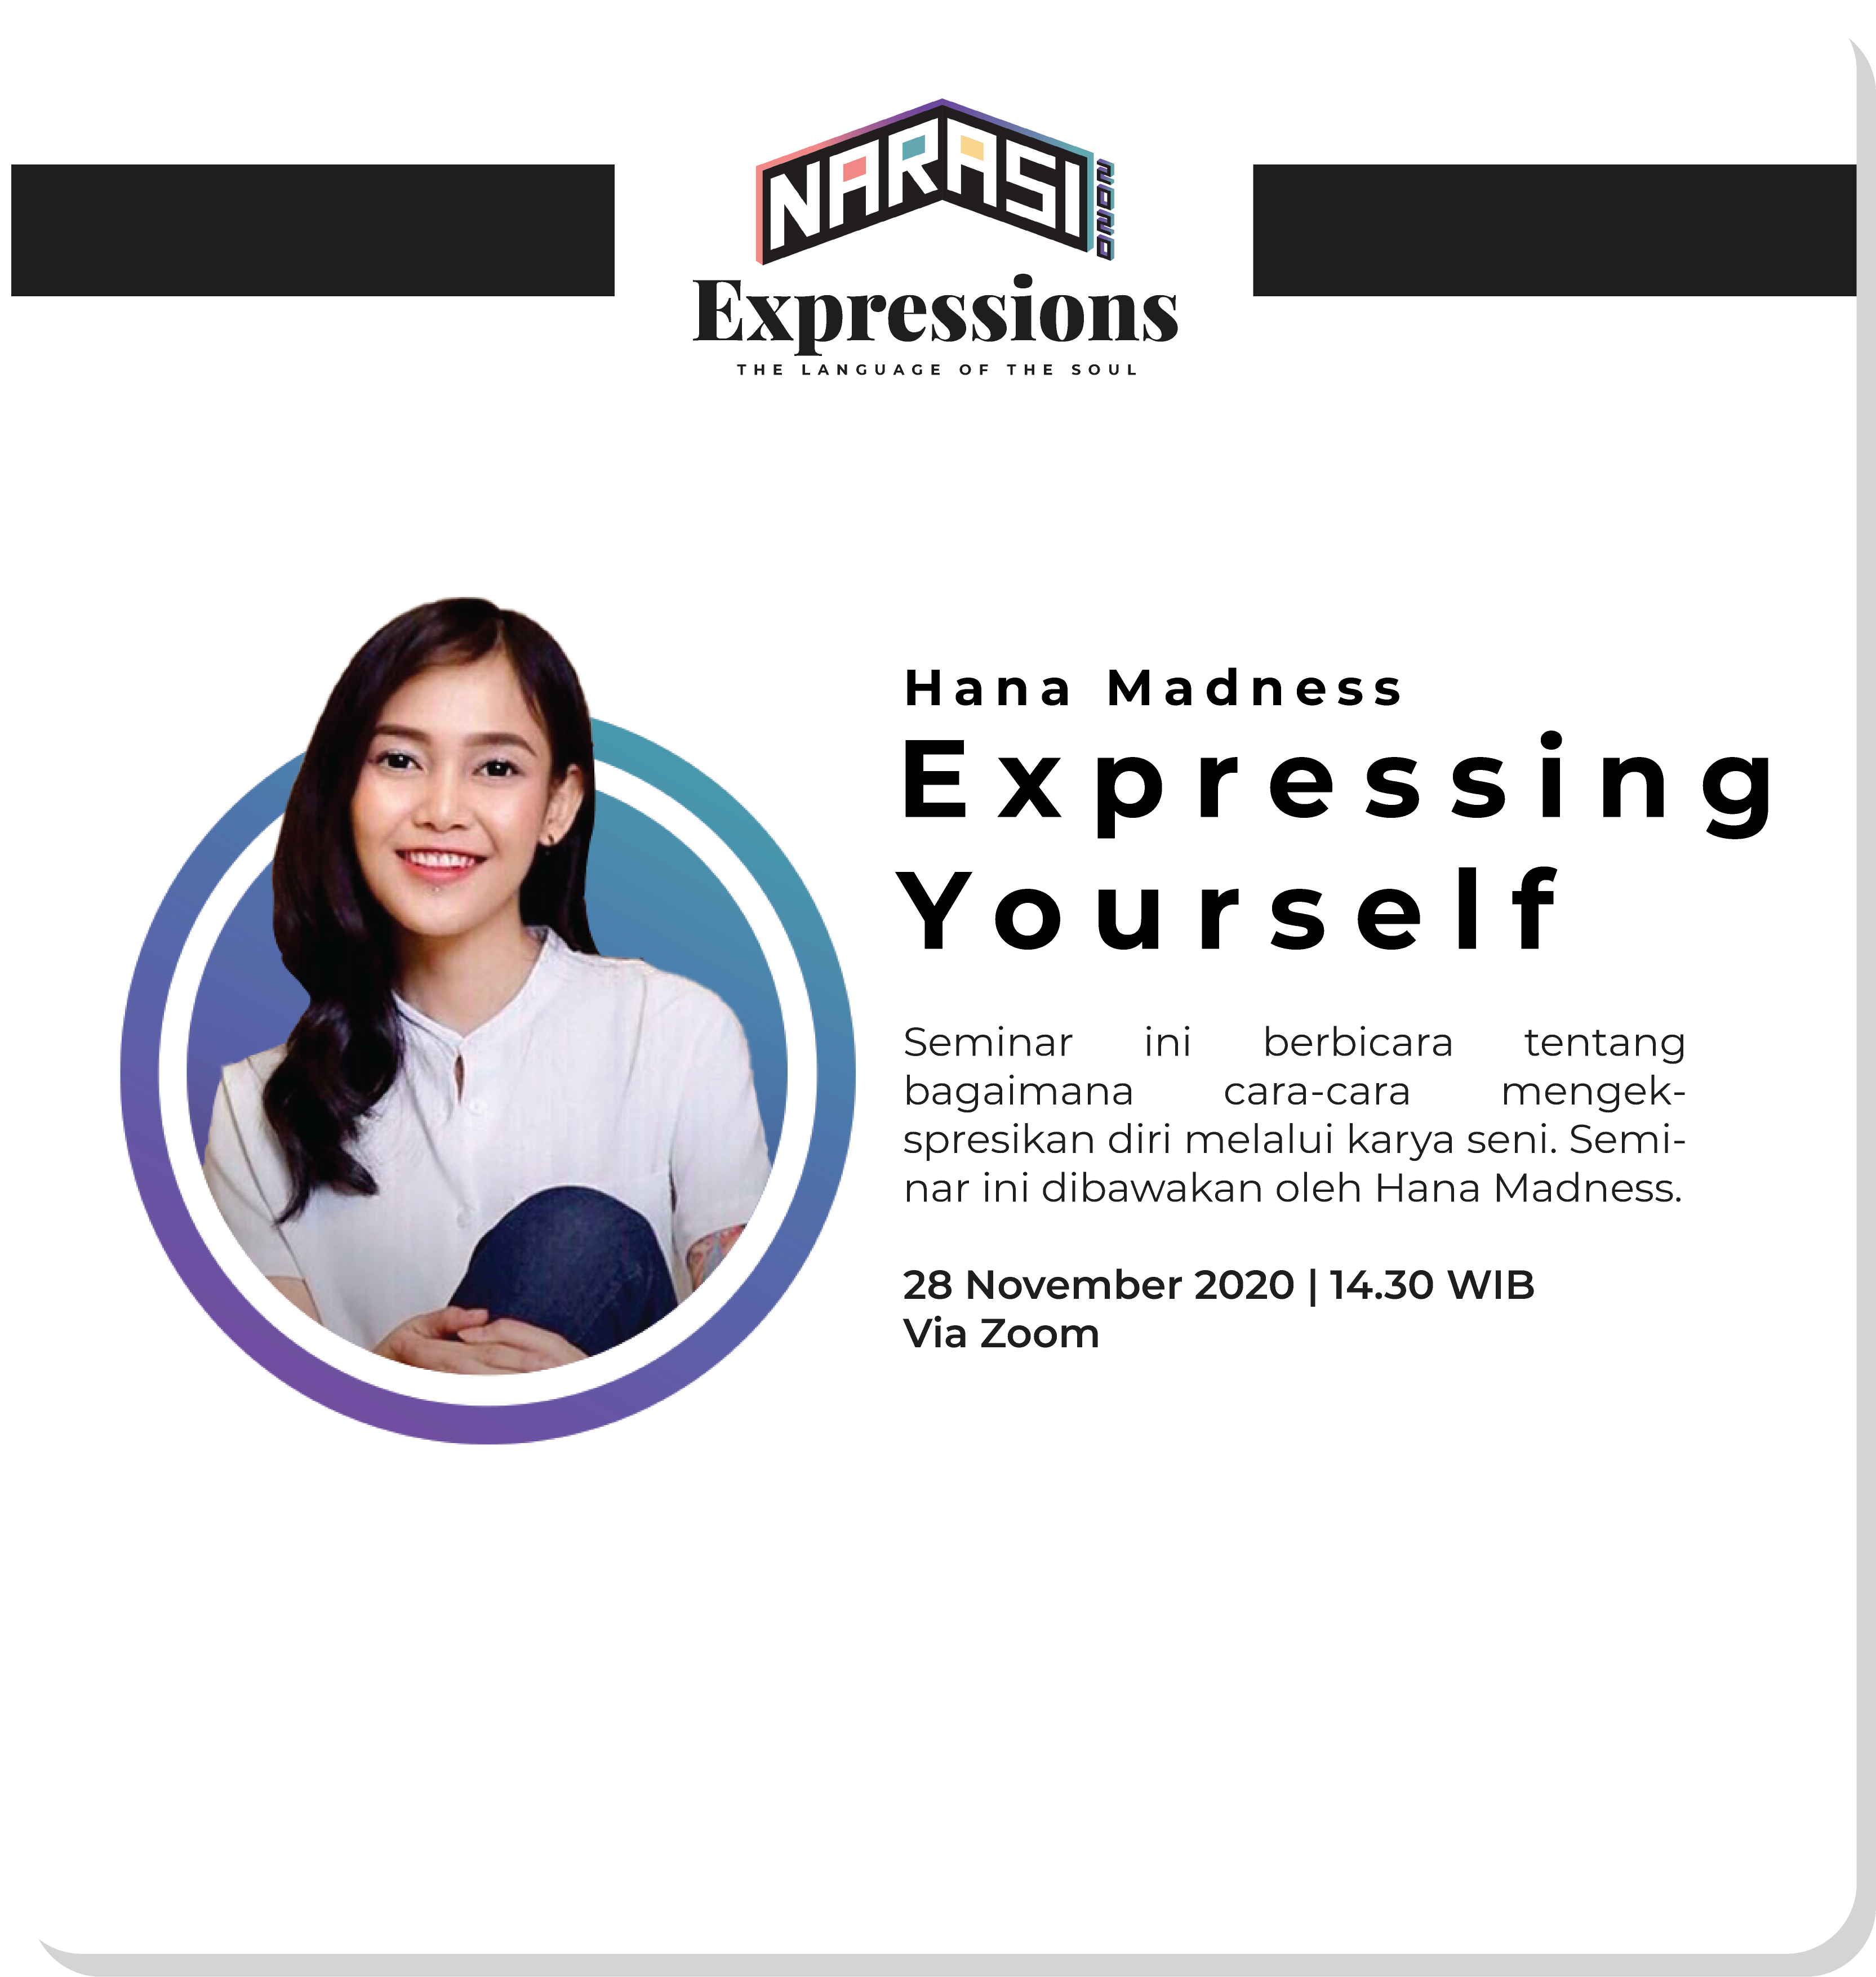 NARASI
2020
Expressions
THE LANGUAGE OF THE SOUL
Hana Madness
Expressing
Yourself
Seminar ini berbicara tentang
bagaimana cara-cara mengek-
spresikan diri melalui karya seni. Semi-
nar ini dibawakan oleh Hana Madness.
28 November 2020 | 14.30 WIB
Via Zoom